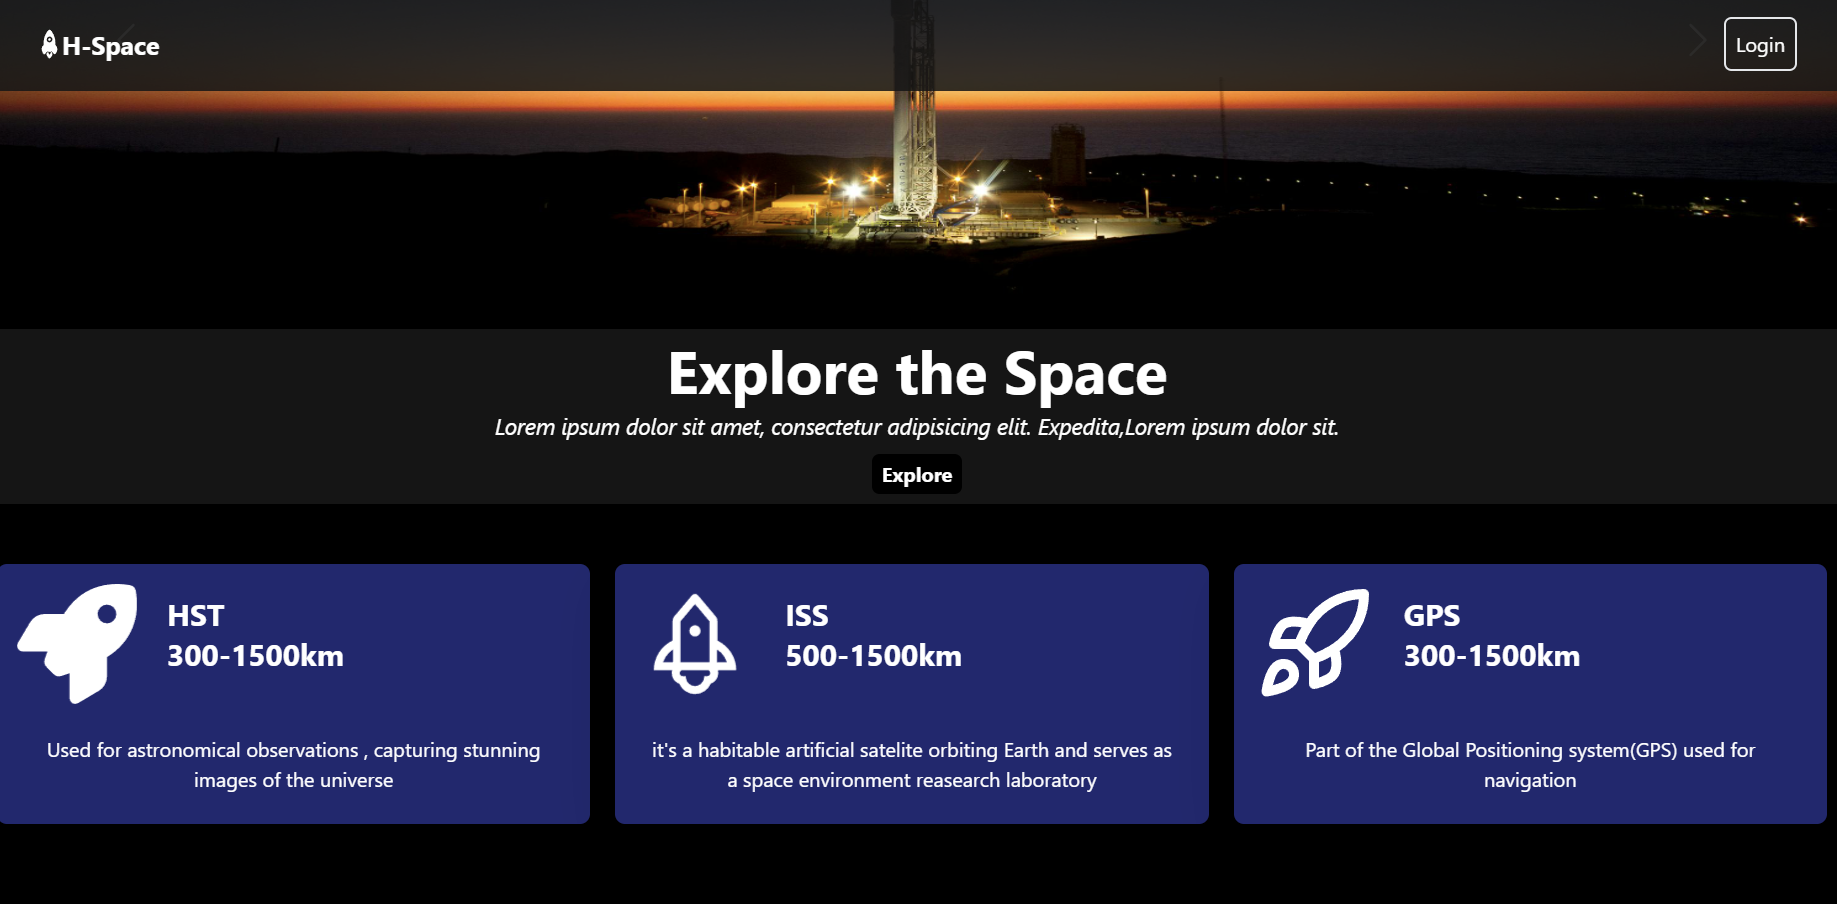 H-Space
Login
Explore the Space
Lorem ipsum dolor sit amet, consectetur adipisicing elit. Expedita,Lorem ipsum dolor sit.
Explore
HST
300-1500km
Used for astronomical observations , capturing stunning
images of the universe
ISS
500-1500km
it's a habitable artificial satelite orbiting Earth and serves as
a space environment reasearch laboratory
GPS
300-1500km
Part of the Global Positioning system(GPS) used for
navigation